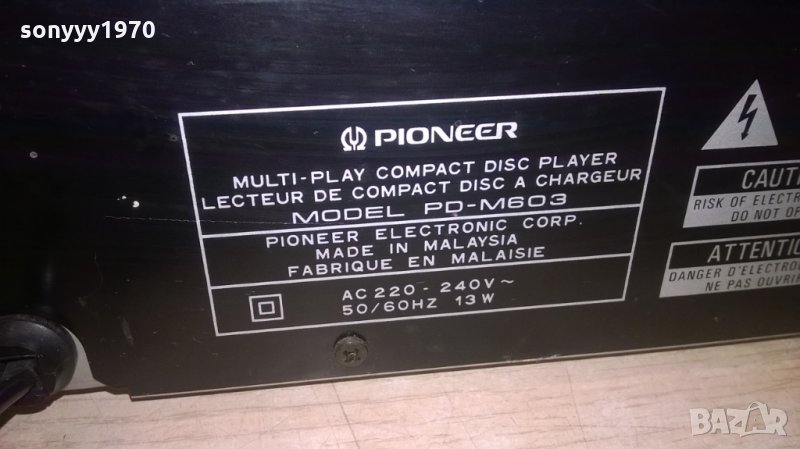 sonyyy1970
PIONEER
MULTI-PLAY COMPACT DISC PLAYER
LECTEUR DE COMPACT DISC A CHARGEUR
MODEL PD-M603
PIONEER ELECTRONIC CORP.
MADE IN MALAYSIA
FABRIQUE EN MALAISIE
AC 220 - 240V ~
50/60HZ 13W
CAUT
RISK OF ELECTR
DO NOT OP
ATTENTIO
DANGER D'ELECTRO
NE PAS OUVRI
BAZAR